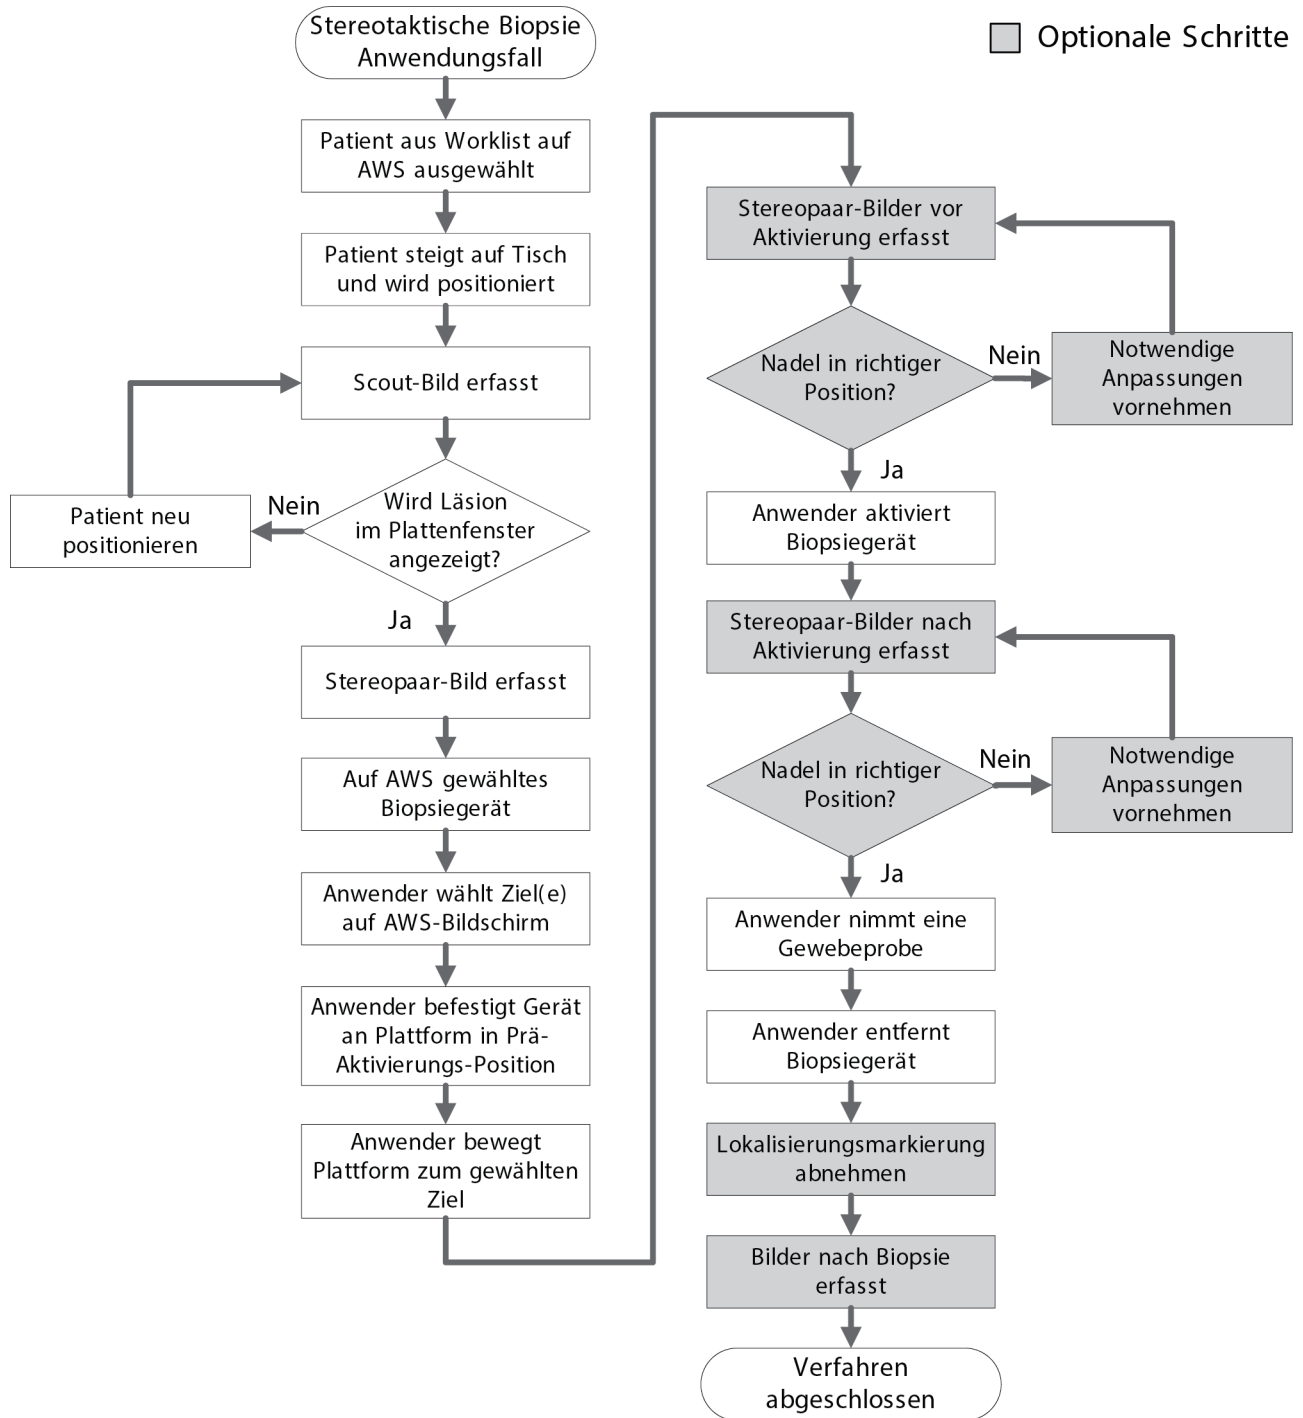 Stereotaktische Biopsie
Anwendungsfall
Optionale Schritte
Patient aus Worklist auf
AWS ausgewählt
Patient steigt auf Tisch
und wird positioniert
Scout-Bild erfasst
Wird Läsion
im Plattenfenster
angezeigt?
Nein
Patient neu
positionieren
Ja
Stereopaar-Bild erfasst
Auf AWS gewähltes
Biopsiegerät
Anwender wählt Ziel(e)
auf AWS-Bildschirm
Anwender befestigt Gerät
an Plattform in Prä-
Aktivierungs-Position
Anwender bewegt
Plattform zum gewählten
Ziel
Stereopaar-Bilder vor
Aktivierung erfasst
Nadel in richtiger
Position?
Nein
Notwendige
Anpassungen
vornehmen
Ja
Anwender aktiviert
Biopsiegerät
Stereopaar-Bilder nach
Aktivierung erfasst
Nadel in richtiger
Position?
Nein
Notwendige
Anpassungen
vornehmen
Ja
Anwender nimmt eine
Gewebeprobe
Anwender entfernt
Biopsiegerät
Lokalisierungsmarkierung
abnehmen
Bilder nach Biopsie
erfasst
Verfahren
abgeschlossen